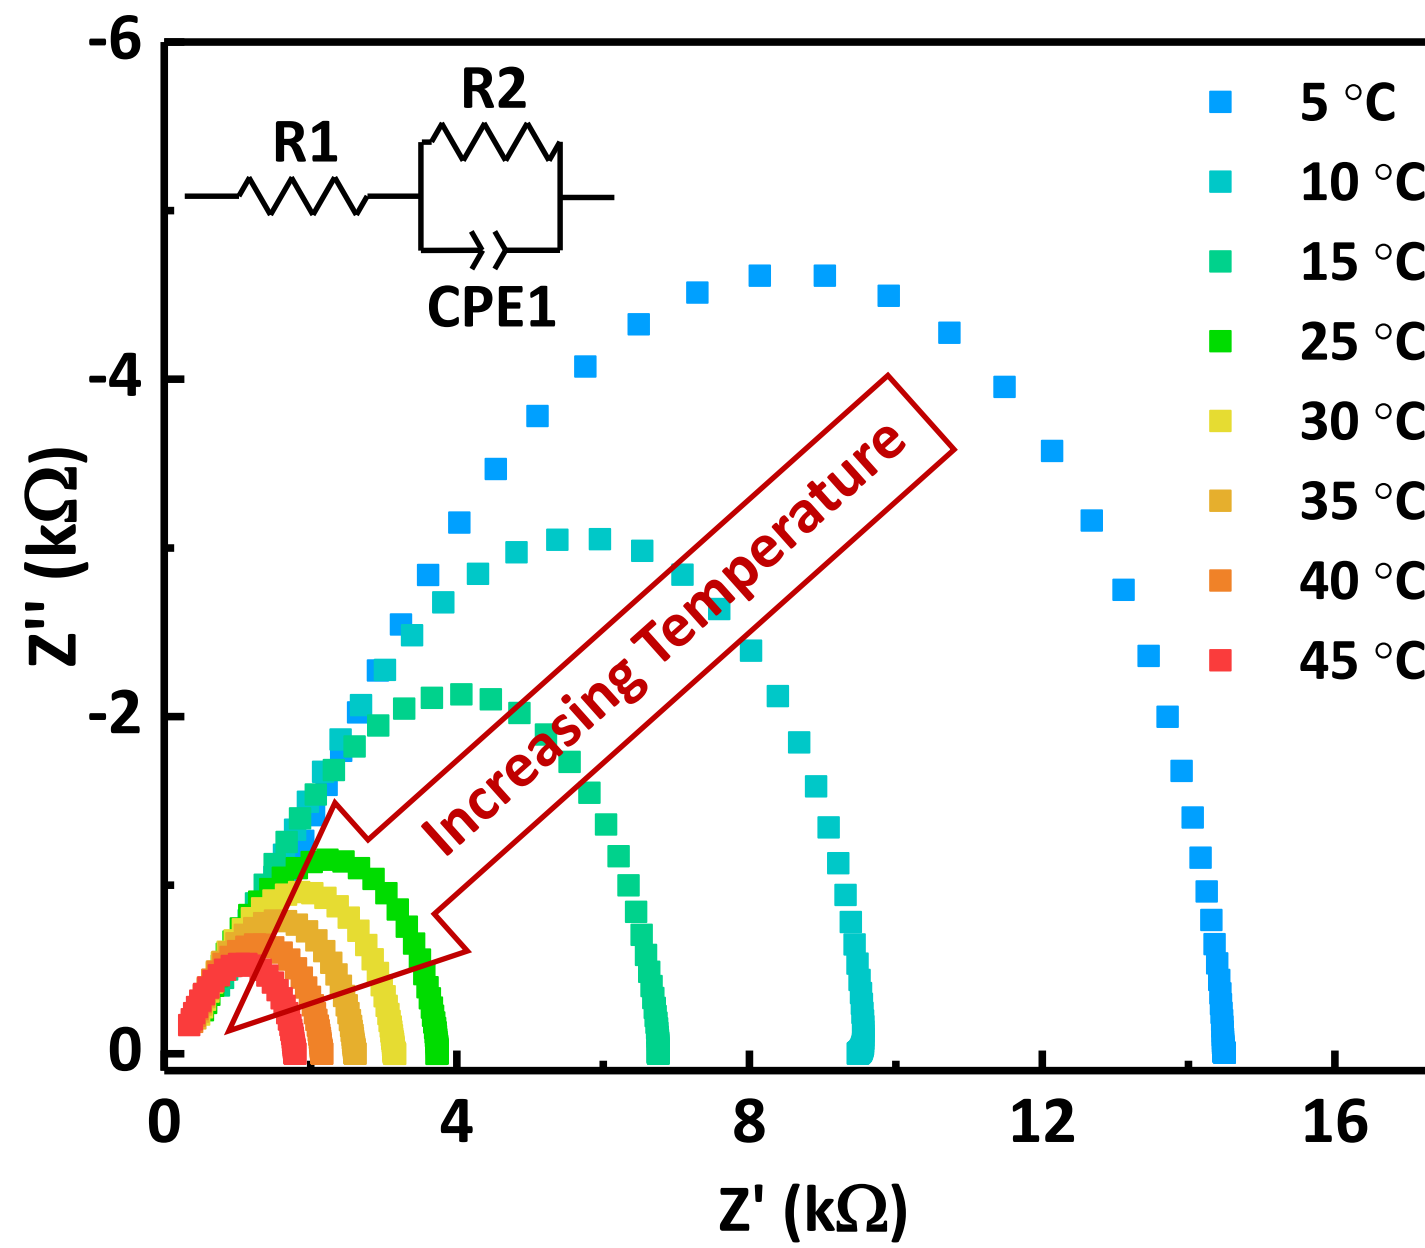 -6
-4
-2
0
Z'' (kΩ)
R1
R2
CPE1
Increasing Temperature
5 °C
10 °C
15 °C
25 °C
30 °C
35 °C
40 °C
45 °C
0 4 8 12 16
Z' (kΩ)